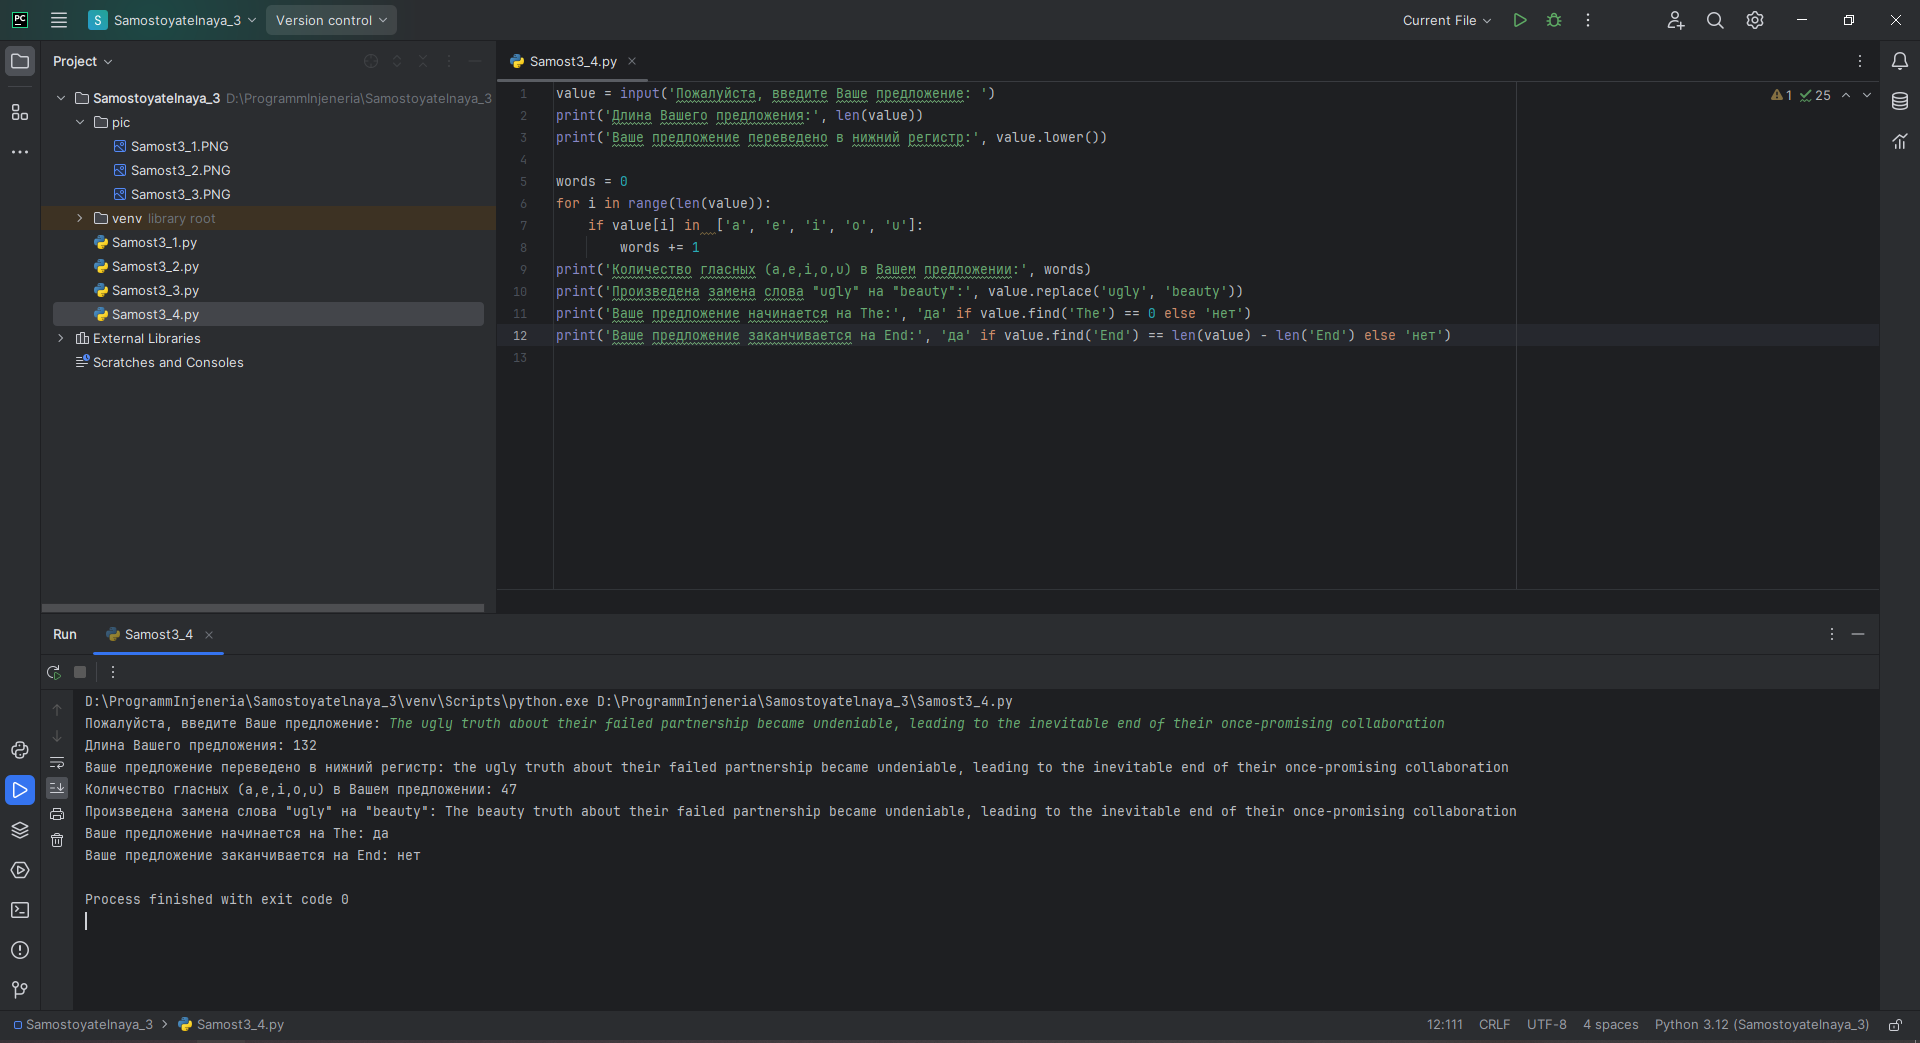 PC
S Samostoyatelnaya_3 Version control Current File
Project
Samostoyatelnaya_3 D:\ProgrammInjeneria\Samostoyatelnaya_3
pic
Samost3_1.PNG
Samost3_2.PNG
Samost3_3.PNG
venv library root
Samost3_1.py
Samost3_2.py
Samost3_3.py
Samost3_4.py
External Libraries
Scratches and Consoles
Samost3_4.py
1 25
1 value = input('Пожалуйста, введите Ваше предложение: ')
2 print('Длина Вашего предложения:', len(value))
3 print('Ваше предложение переведено в нижний регистр:', value.lower())
4
5 words = 0
6 for i in range(len(value)):
7     if value[i] in  ['a', 'e', 'i', 'o', 'u']:
8         words += 1
9 print('Количество гласных (a,e,i,o,u) в Вашем предложении:', words)
10 print('Произведена замена слова "ugly" на "beauty":', value.replace('ugly', 'beauty'))
11 print('Ваше предложение начинается на The:', 'да' if value.find('The') == 0 else 'нет')
12 print('Ваше предложение заканчивается на End:', 'да' if value.find('End') == len(value) - len('End') else 'нет')
13
Run Samost3_4
D:\ProgrammInjeneria\Samostoyatelnaya_3\venv\Scripts\python.exe D:\ProgrammInjeneria\Samostoyatelnaya_3\Samost3_4.py
Пожалуйста, введите Ваше предложение: The ugly truth about their failed partnership became undeniable, leading to the inevitable end of their once-promising collaboration
Длина Вашего предложения: 132
Ваше предложение переведено в нижний регистр: the ugly truth about their failed partnership became undeniable, leading to the inevitable end of their once-promising collaboration
Количество гласных (a,e,i,o,u) в Вашем предложении: 47
Произведена замена слова "ugly" на "beauty": The beauty truth about their failed partnership became undeniable, leading to the inevitable end of their once-promising collaboration
Ваше предложение начинается на The: да
Ваше предложение заканчивается на End: нет
Process finished with exit code 0
Samostoyatelnaya_3 Samost3_4.py 12:111 CRLF UTF-8 4 spaces Python 3.12 (Samostoyatelnaya_3)